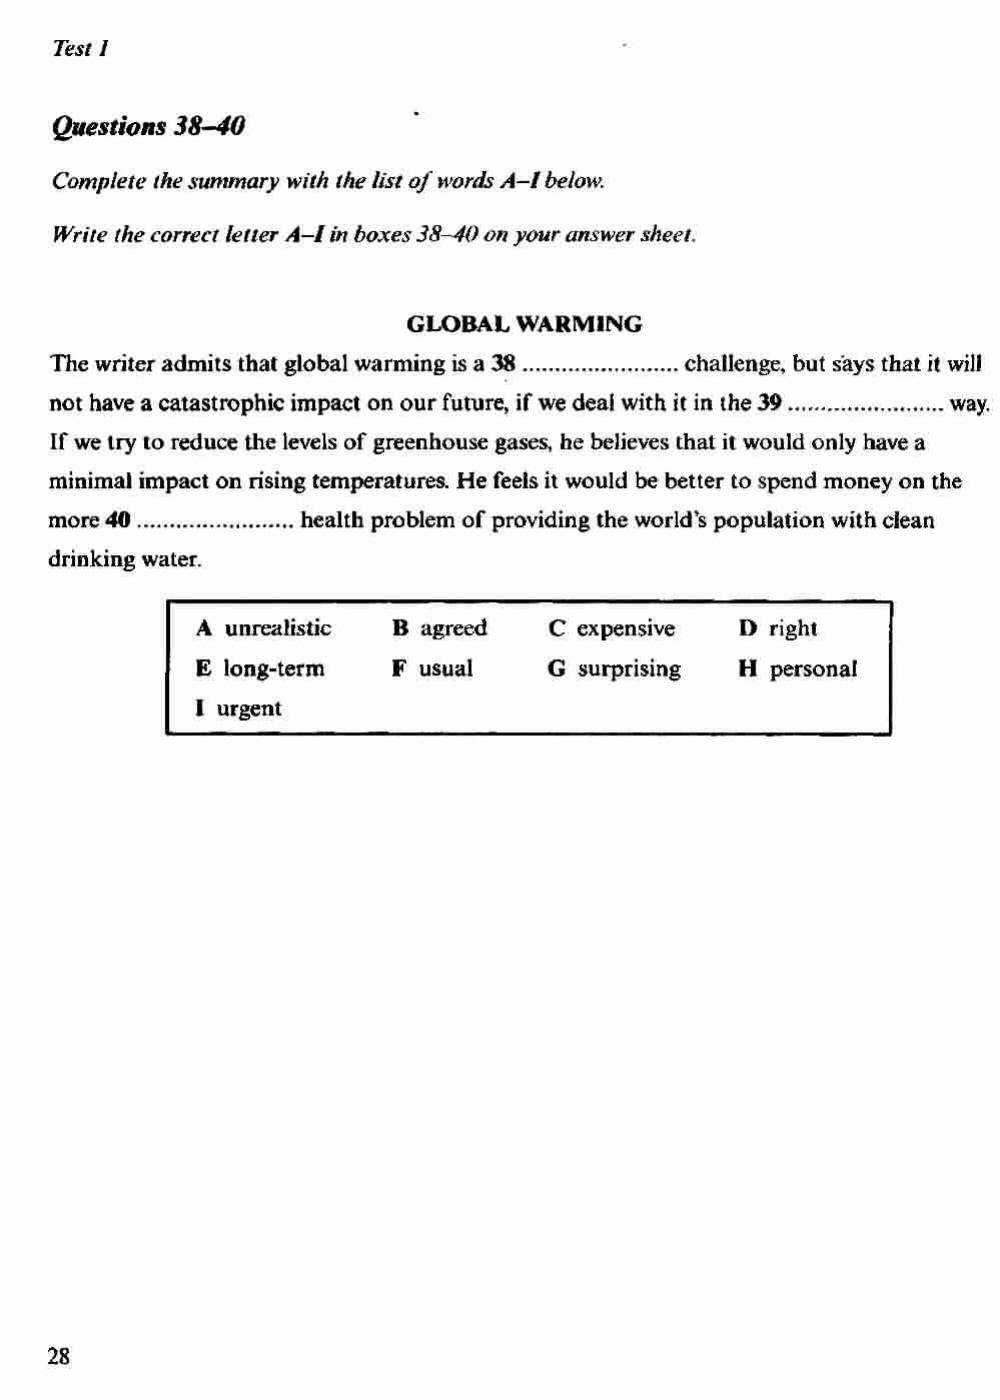 Test 1
Questions 38–40
Complete the summary with the list of words A–I below.
Write the correct letter A–I in boxes 38–40 on your answer sheet.
GLOBAL WARMING
The writer admits that global warming is a 38 ........................ challenge, but says that it will
not have a catastrophic impact on our future, if we deal with it in the 39 ........................ way.
If we try to reduce the levels of greenhouse gases, he believes that it would only have a
minimal impact on rising temperatures. He feels it would be better to spend money on the
more 40 ........................ health problem of providing the world's population with clean
drinking water.
A unrealistic B agreed C expensive D right
E long-term F usual G surprising H personal
I urgent
28